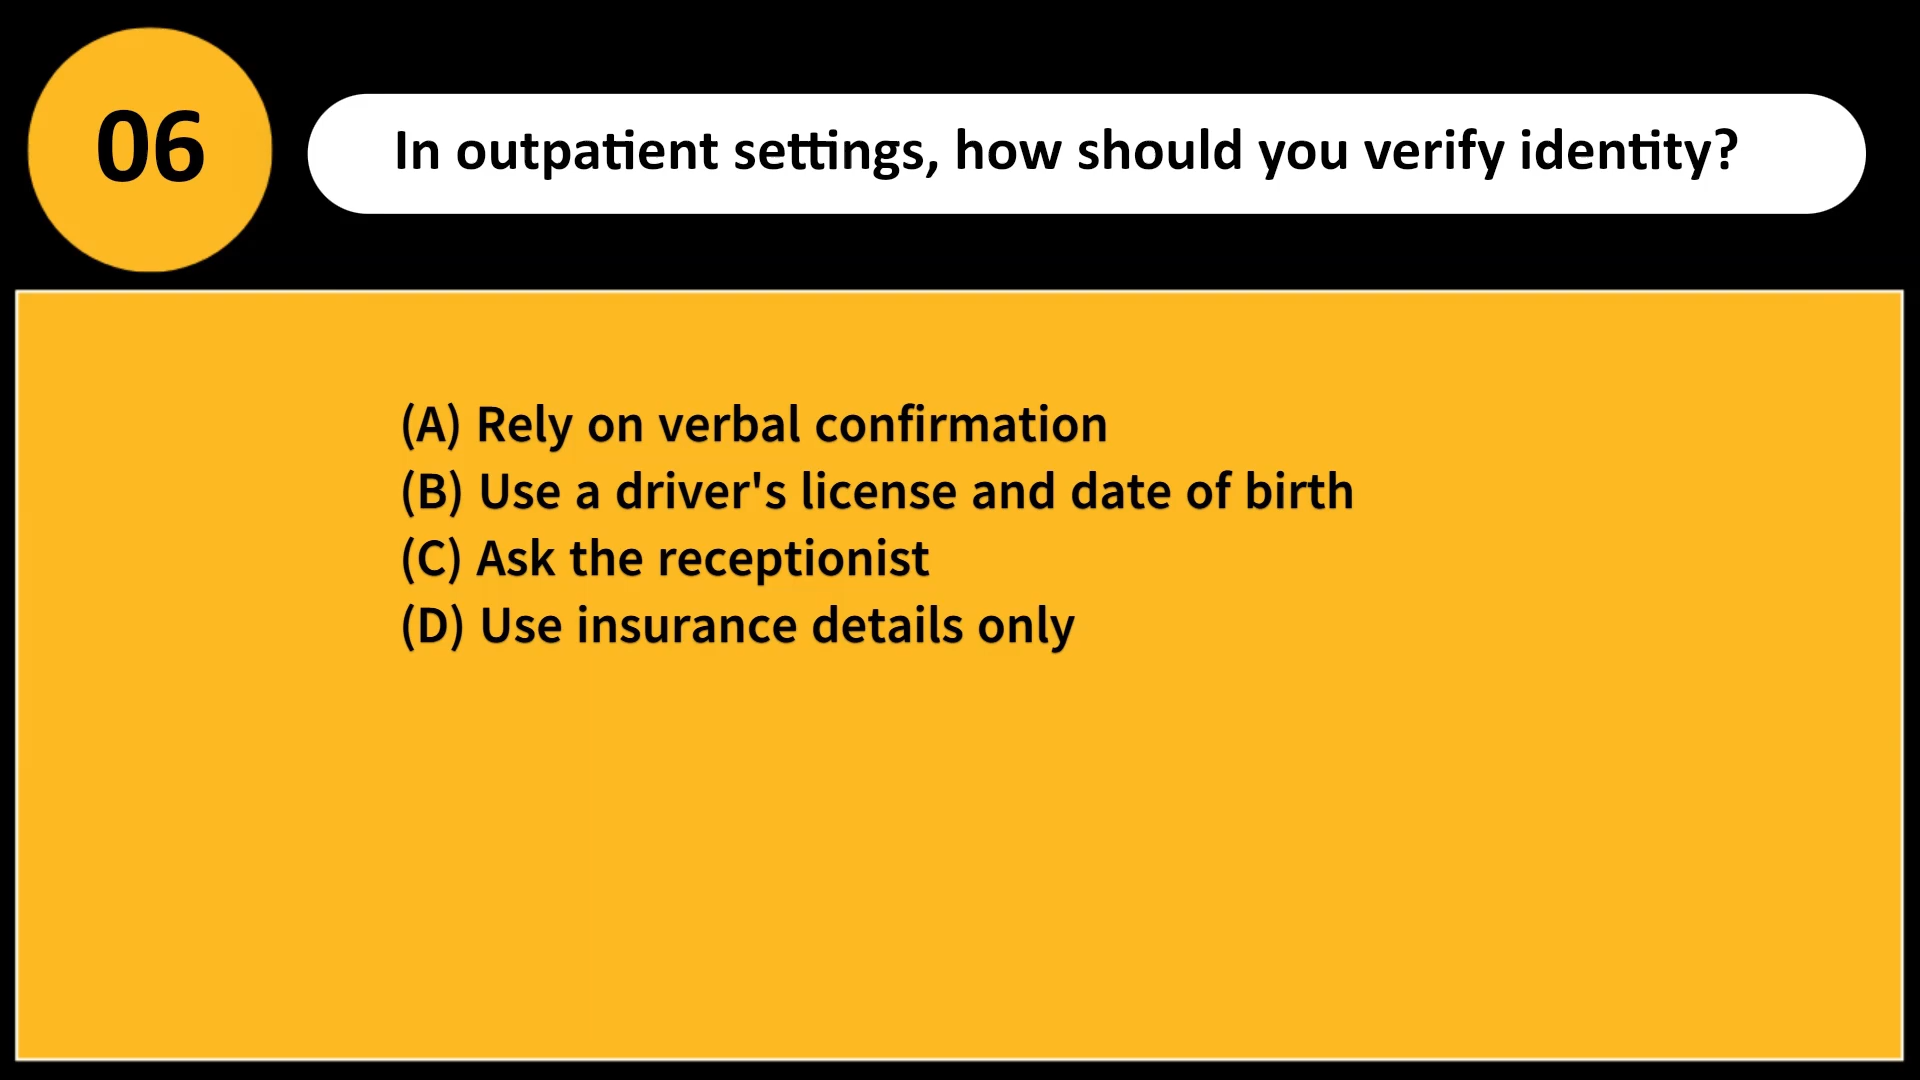 06
In outpatient settings, how should you verify identity?
(A) Rely on verbal confirmation
(B) Use a driver's license and date of birth
(C) Ask the receptionist
(D) Use insurance details only